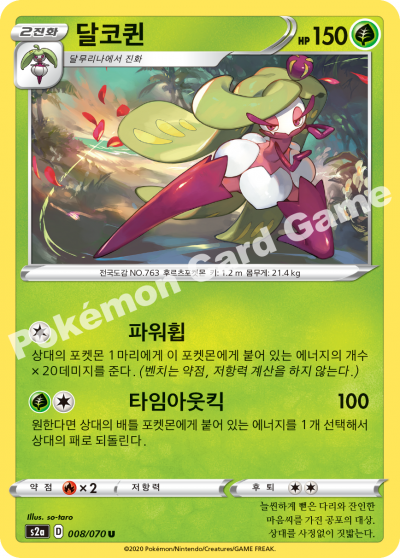 2진화
달코퀸
HP 150
달무리나에서 진화
전국도감 NO.763 후르츠포켓몬 키: 1.2 m 몸무게: 21.4 kg
파워휩
상대의 포켓몬 1마리에게 이 포켓몬에게 붙어 있는 에너지의 개수
×20데미지를 준다. (벤치는 약점, 저항력 계산을 하지 않는다.)
타임아웃킥 100
원한다면 상대의 배틀 포켓몬에게 붙어 있는 에너지를 1개 선택해서
상대의 패로 되돌린다.
약점 ×2 저항력 후퇴
Illus. so-taro
s2a D 008/070 U
늘씬하게 뻗은 다리와 잔인한
마음씨를 가진 공포의 대상.
상대를 사정없이 짓밟는다.
©2020 Pokémon/Nintendo/Creatures/GAME FREAK.
Pokémon Card Game